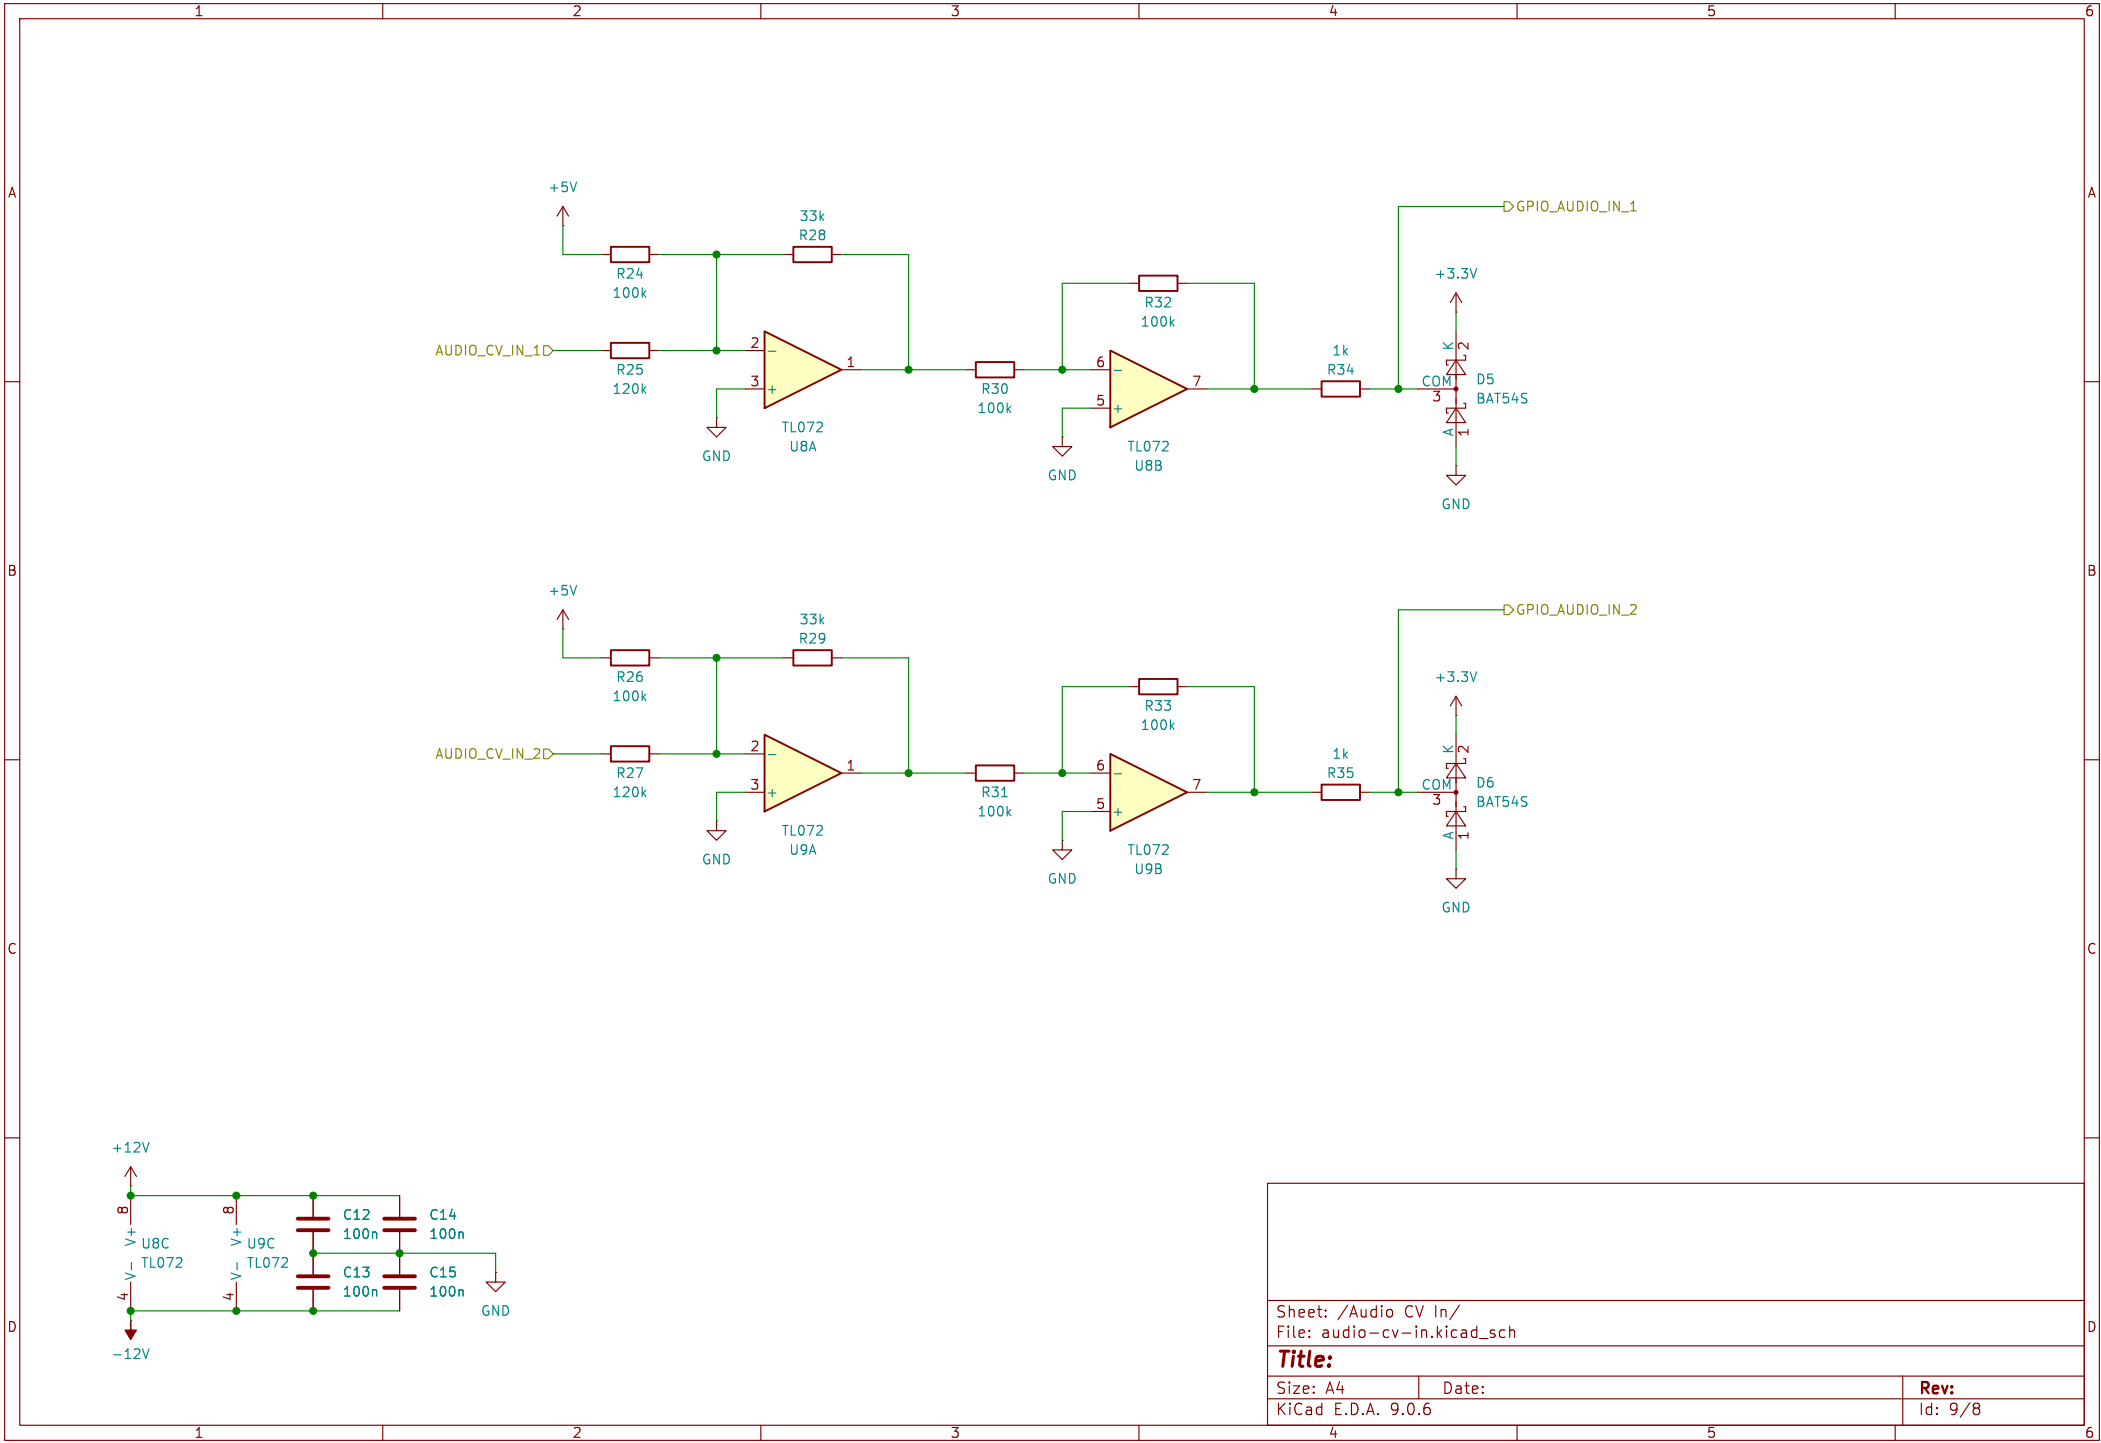 1 2 3 4 5 6
A
A
+5V
33k
R28
GPIO_AUDIO_IN_1
R24
100k
+3.3V
R32
100k
AUDIO_CV_IN_1
R25
120k
2
3
1
−
+
R30
100k
6
5
7
−
+
1k
R34
K
2
COM
3
A
1
D5
BAT54S
TL072
U8A
GND
TL072
U8B
GND
GND
B
B
+5V
33k
R29
GPIO_AUDIO_IN_2
R26
100k
+3.3V
R33
100k
AUDIO_CV_IN_2
R27
120k
2
3
1
−
+
R31
100k
6
5
7
−
+
1k
R35
K
2
COM
3
A
1
D6
BAT54S
TL072
U9A
GND
TL072
U9B
GND
GND
C
C
+12V
8
V+
U8C
TL072
V−
4
8
V+
U9C
TL072
V−
4
C12
100n
C14
100n
C13
100n
C15
100n
GND
−12V
D
D
Sheet: /Audio CV In/
File: audio−cv−in.kicad_sch
Title:
Size: A4 Date: Rev:
KiCad E.D.A. 9.0.6 Id: 9/8
1 2 3 4 5 6